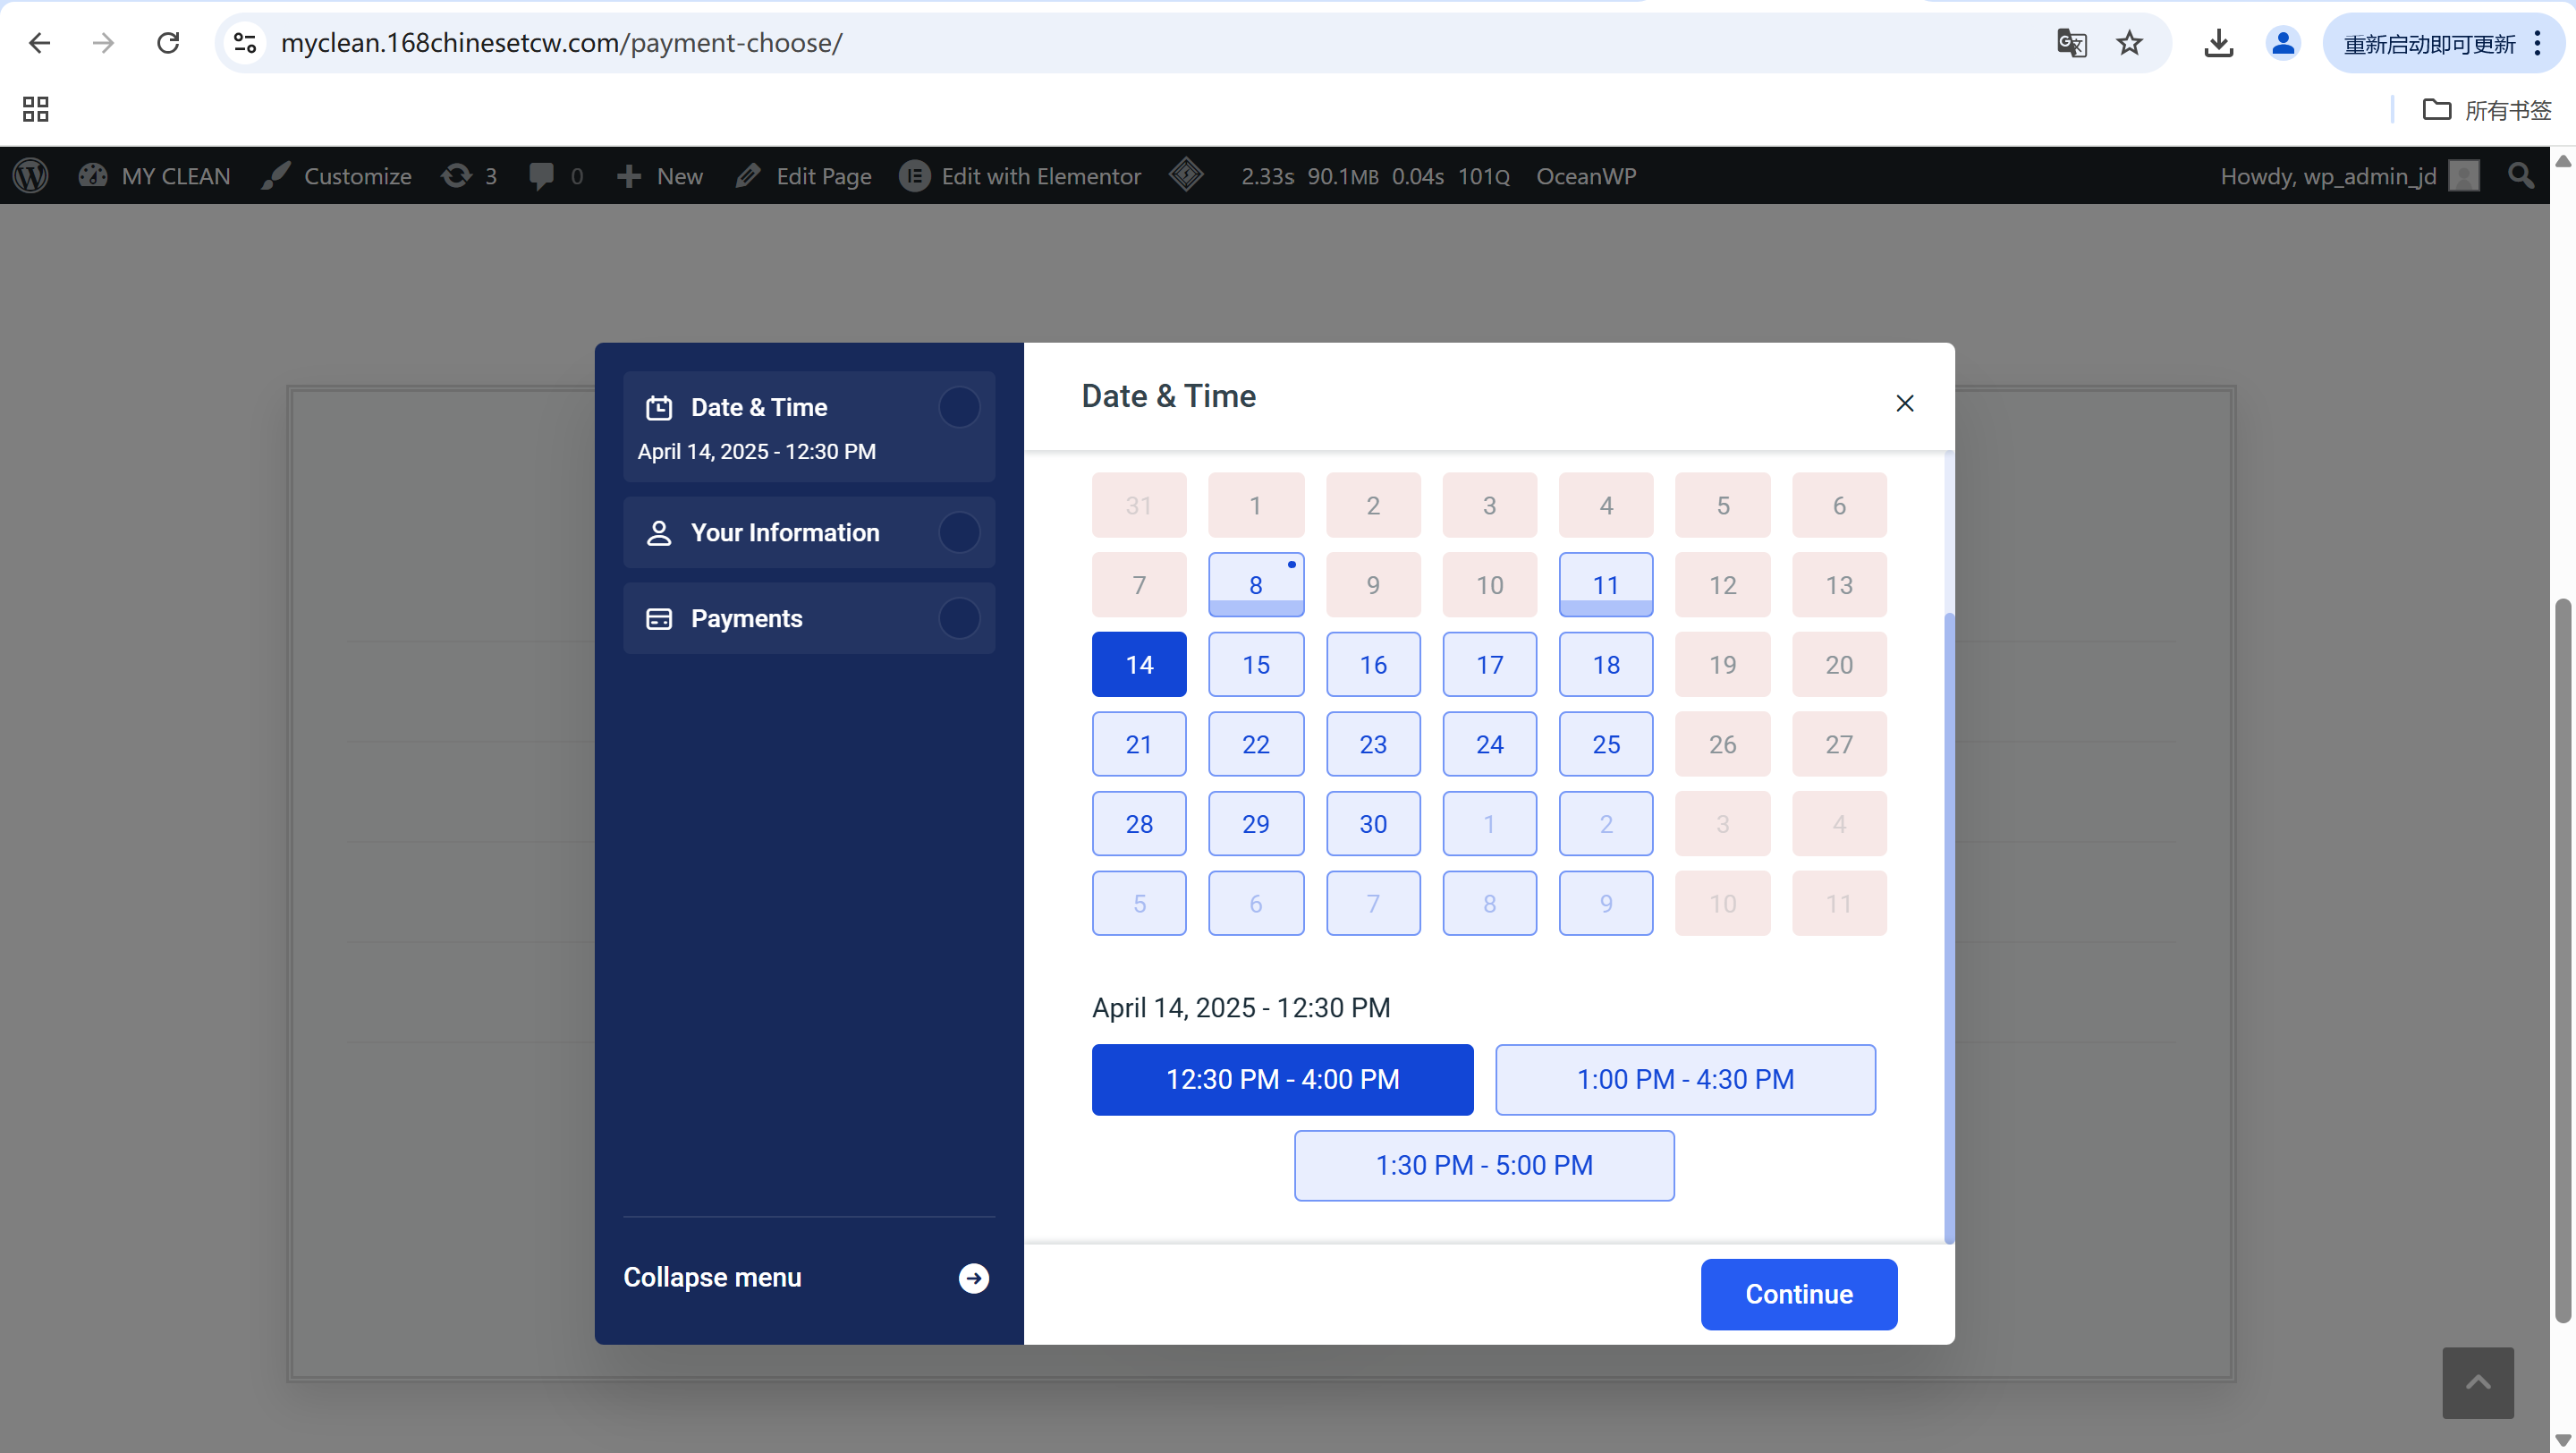 myclean.168chinesetcw.com/payment-choose/
重新启动即可更新
所有书签
MY CLEAN Customize 3 0 New Edit Page Edit with Elementor 2.33s 90.1MB 0.04s 101Q OceanWP Howdy, wp_admin_jd
Date & Time
April 14, 2025 - 12:30 PM
Your Information
Payments
Collapse menu
Date & Time
31 1 2 3 4 5 6
7 8 9 10 11 12 13
14 15 16 17 18 19 20
21 22 23 24 25 26 27
28 29 30 1 2 3 4
5 6 7 8 9 10 11
April 14, 2025 - 12:30 PM
12:30 PM - 4:00 PM 1:00 PM - 4:30 PM
1:30 PM - 5:00 PM
Continue